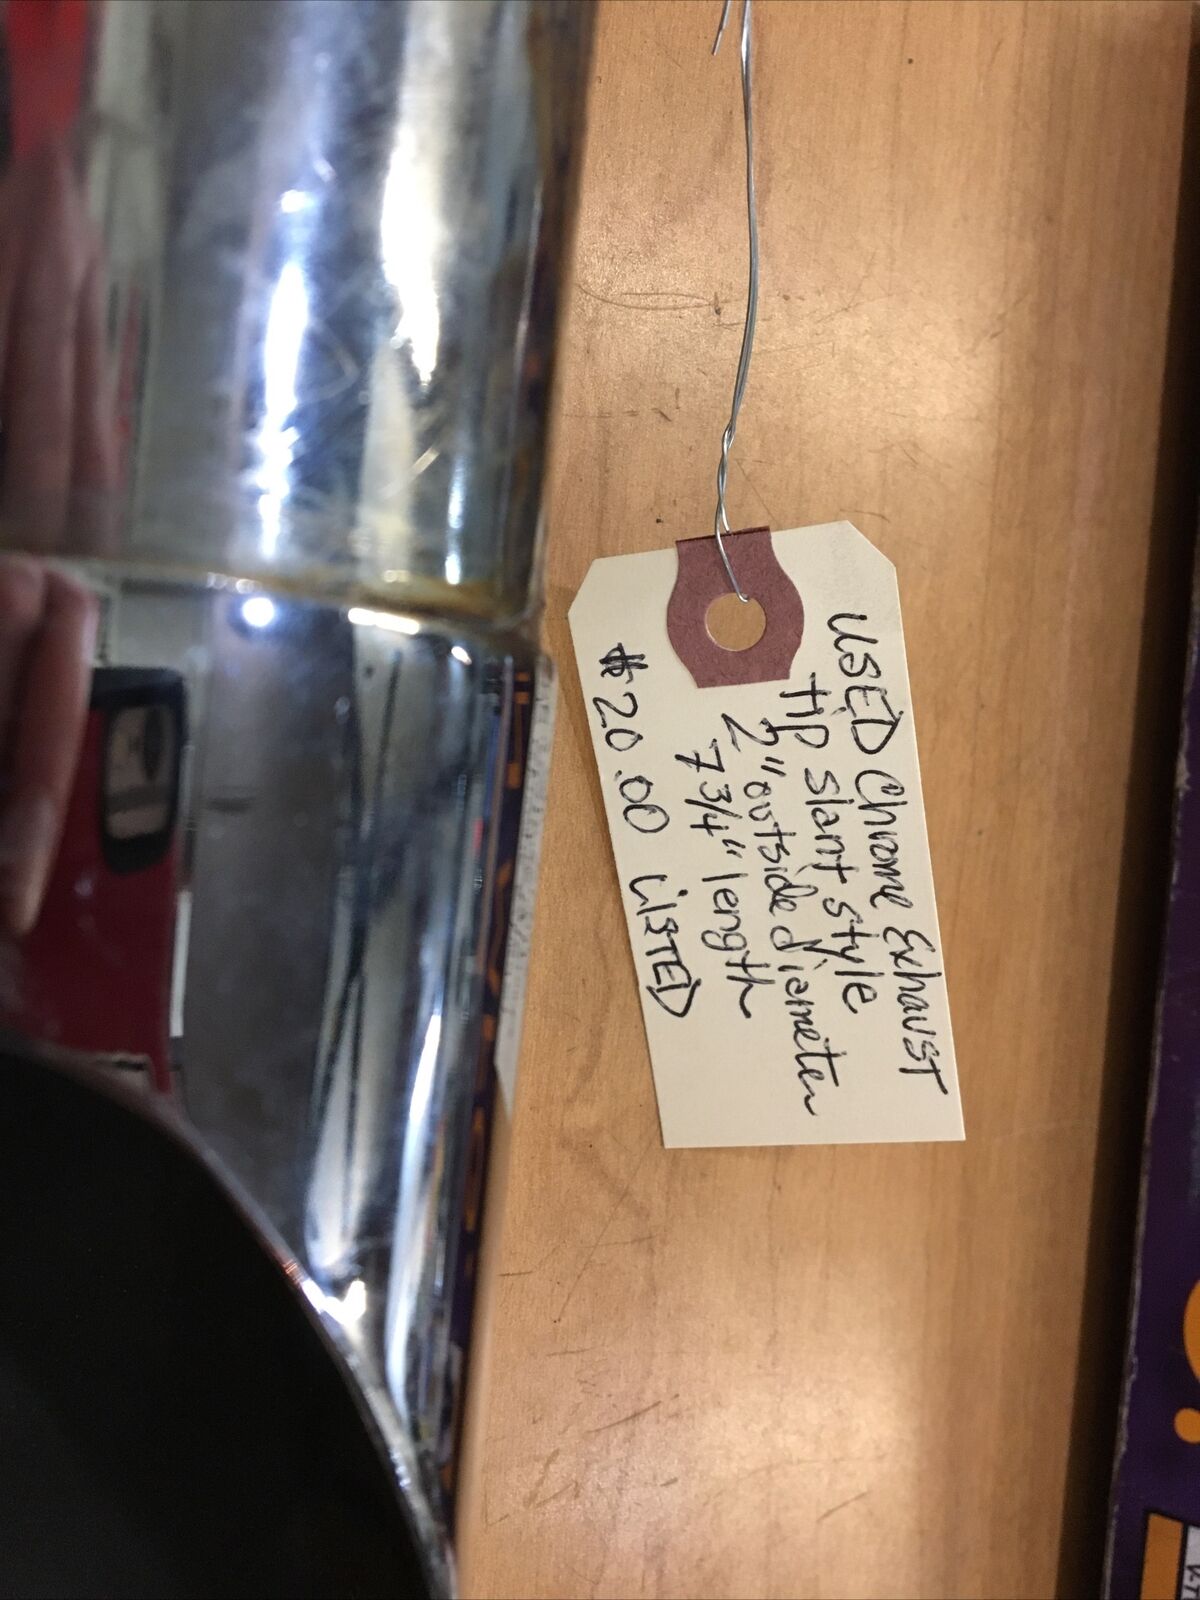 USED Chrome Exhaust
tip slant style
2" outside diameter
7 3/4" length
$20.00 LISTED